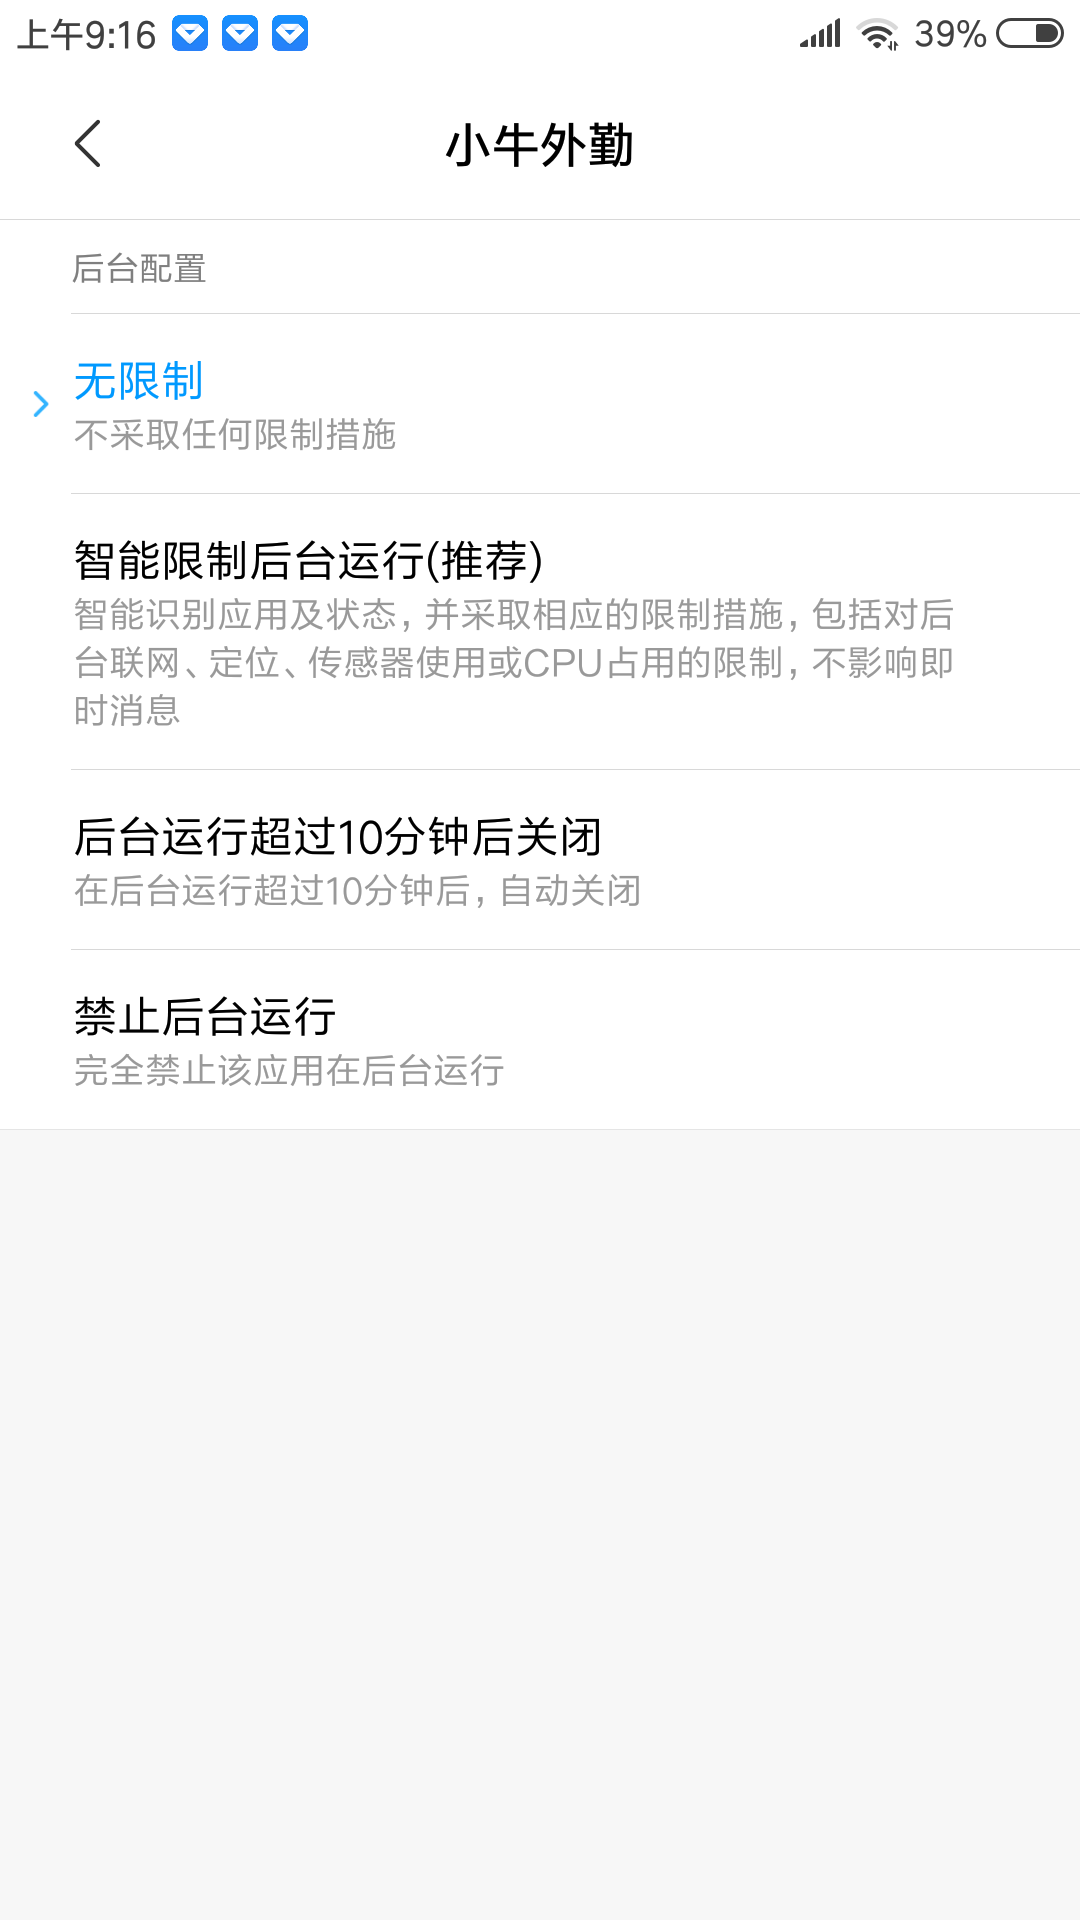 上午9:16 39%
小牛外勤
后台配置
无限制
不采取任何限制措施
智能限制后台运行(推荐)
智能识别应用及状态，并采取相应的限制措施，包括对后
台联网、定位、传感器使用或CPU占用的限制，不影响即
时消息
后台运行超过10分钟后关闭
在后台运行超过10分钟后，自动关闭
禁止后台运行
完全禁止该应用在后台运行